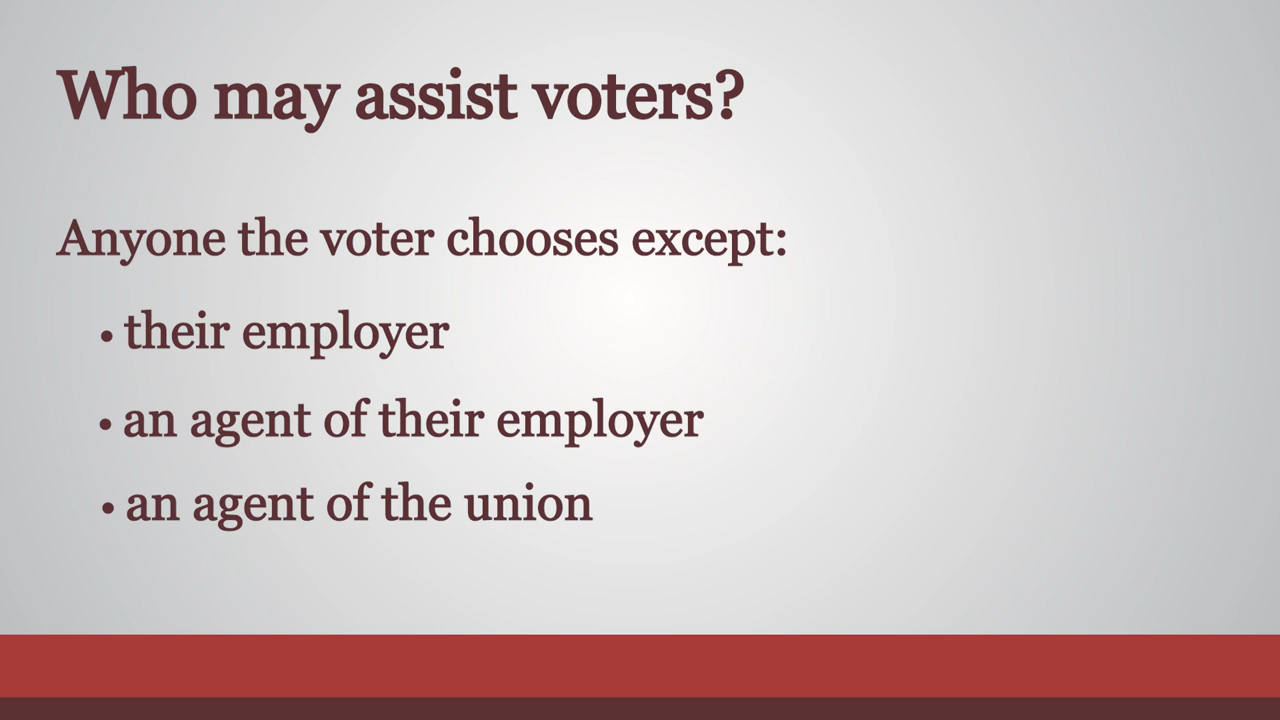 Who may assist voters?
Anyone the voter chooses except:
• their employer
• an agent of their employer
• an agent of the union